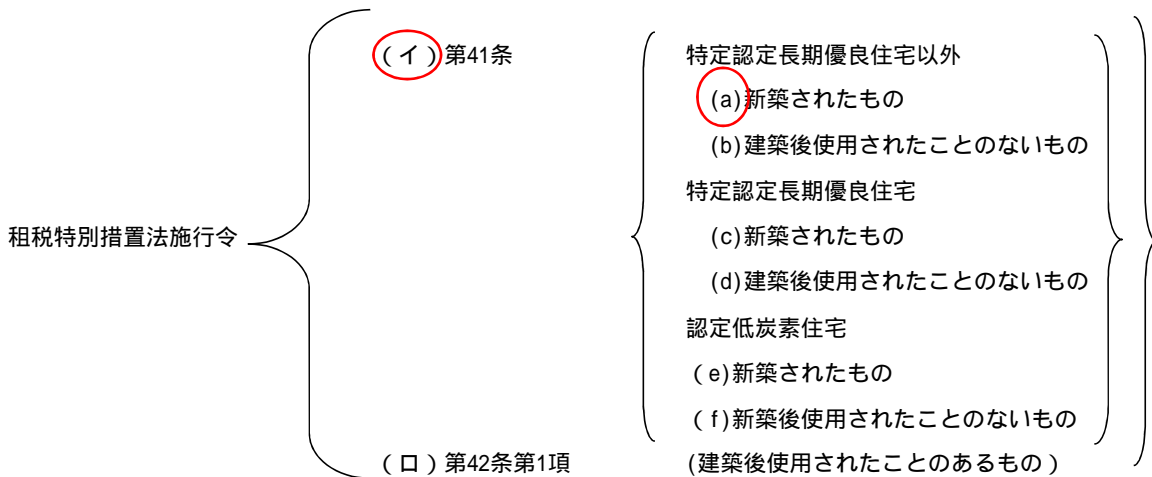 (イ)第41条
特定認定長期優良住宅以外
(a)新築されたもの
(b)建築後使用されたことのないもの
特定認定長期優良住宅
租税特別措置法施行令
(c)新築されたもの
(d)建築後使用されたことのないもの
認定低炭素住宅
(e)新築されたもの
(f)新築後使用されたことのないもの
(ロ)第42条第1項
(建築後使用されたことのあるもの)